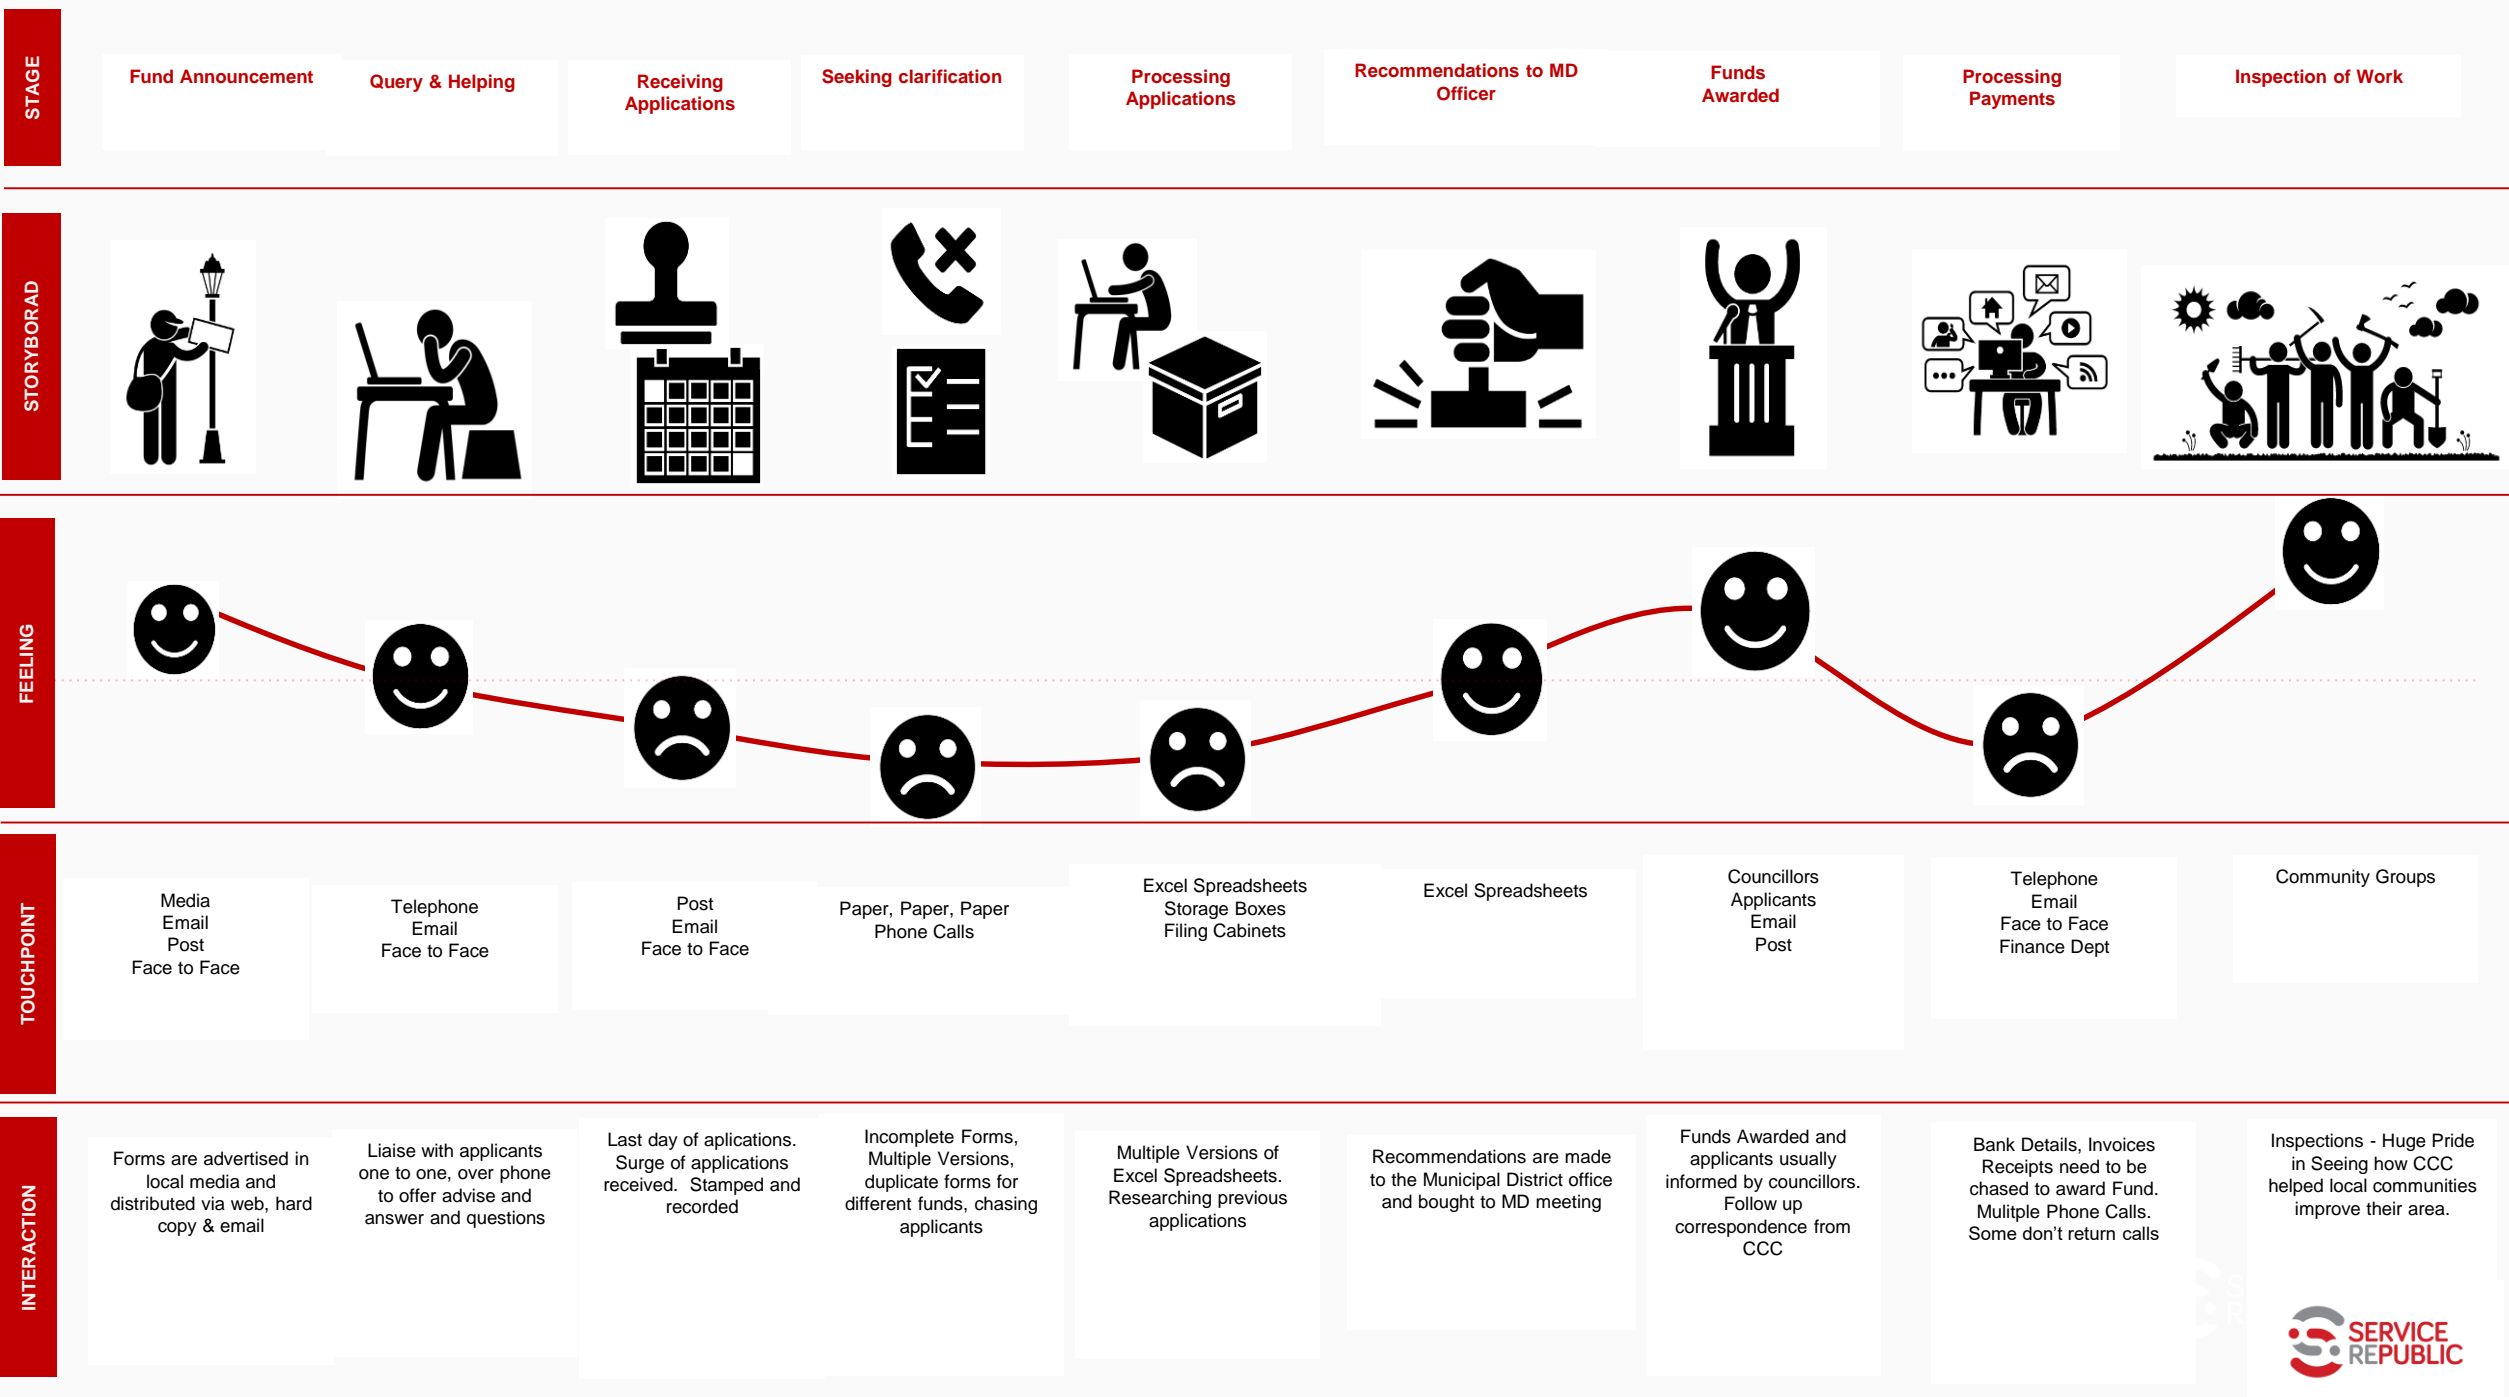 STAGE
Fund Announcement
Query & Helping
Receiving
Applications
Seeking clarification
Processing
Applications
Recommendations to MD
Officer
Funds
Awarded
Processing
Payments
Inspection of Work
STORYBORAD
FEELING
TOUCHPOINT
Media
Email
Post
Face to Face
Telephone
Email
Face to Face
Post
Email
Face to Face
Paper, Paper, Paper
Phone Calls
Excel Spreadsheets
Storage Boxes
Filing Cabinets
Excel Spreadsheets
Councillors
Applicants
Email
Post
Telephone
Email
Face to Face
Finance Dept
Community Groups
INTERACTION
Forms are advertised in
local media and
distributed via web, hard
copy & email
Liaise with applicants
one to one, over phone
to offer advise and
answer and questions
Last day of aplications.
Surge of applications
received. Stamped and
recorded
Incomplete Forms,
Multiple Versions,
duplicate forms for
different funds, chasing
applicants
Multiple Versions of
Excel Spreadsheets.
Researching previous
applications
Recommendations are made
to the Municipal District office
and bought to MD meeting
Funds Awarded and
applicants usually
informed by councillors.
Follow up
correspondence from
CCC
Bank Details, Invoices
Receipts need to be
chased to award Fund.
Mulitple Phone Calls.
Some don't return calls
Inspections - Huge Pride
in Seeing how CCC
helped local communities
improve their area.
SERVICE
REPUBLIC